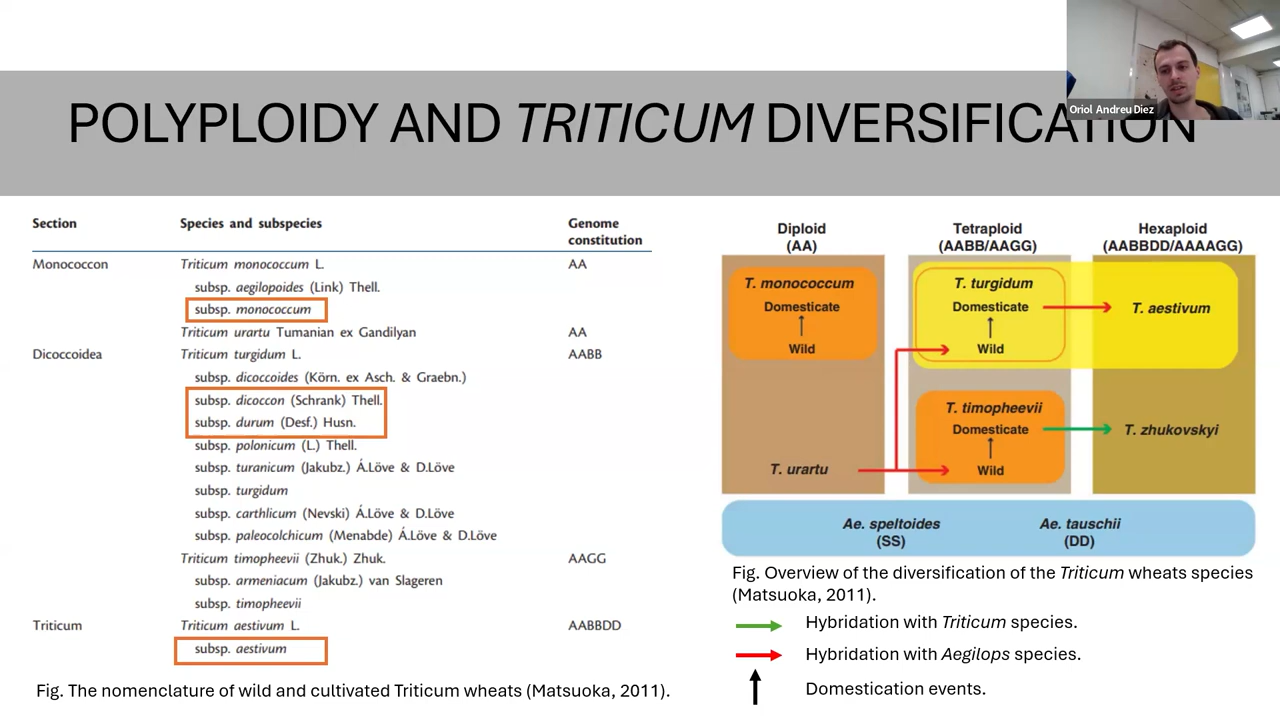 Oriol Andreu Diez
POLYPLOIDY AND TRITICUM DIVERSIFICATION
Section Species and subspecies Genome constitution
Monococcon Triticum monococcum L. AA
subsp. aegilopoides (Link) Thell.
subsp. monococcum
Triticum urartu Tumanian ex Gandilyan AA
Dicoccoidea Triticum turgidum L. AABB
subsp. dicoccoides (Körn. ex Asch. & Graebn.)
subsp. dicoccon (Schrank) Thell.
subsp. durum (Desf.) Husn.
subsp. polonicum (L.) Thell.
subsp. turanicum (Jakubz.) Á.Löve & D.Löve
subsp. turgidum
subsp. carthlicum (Nevski) Á.Löve & D.Löve
subsp. paleocolchicum (Menabde) Á.Löve & D.Löve
Triticum timopheevii (Zhuk.) Zhuk. AAGG
subsp. armeniacum (Jakubz.) van Slageren
subsp. timopheevii
Triticum Triticum aestivum L. AABBDD
subsp. aestivum
Fig. The nomenclature of wild and cultivated Triticum wheats (Matsuoka, 2011).
Diploid
(AA)
Tetraploid
(AABB/AAGG)
Hexaploid
(AABBDD/AAAAGG)
T. monococcum
Domesticate
Wild
T. turgidum
Domesticate
Wild
T. aestivum
T. timopheevii
Domesticate
Wild
T. zhukovskyi
T. urartu
Ae. speltoides
(SS)
Ae. tauschii
(DD)
Fig. Overview of the diversification of the Triticum wheats species
(Matsuoka, 2011).
Hybridation with Triticum species.
Hybridation with Aegilops species.
Domestication events.